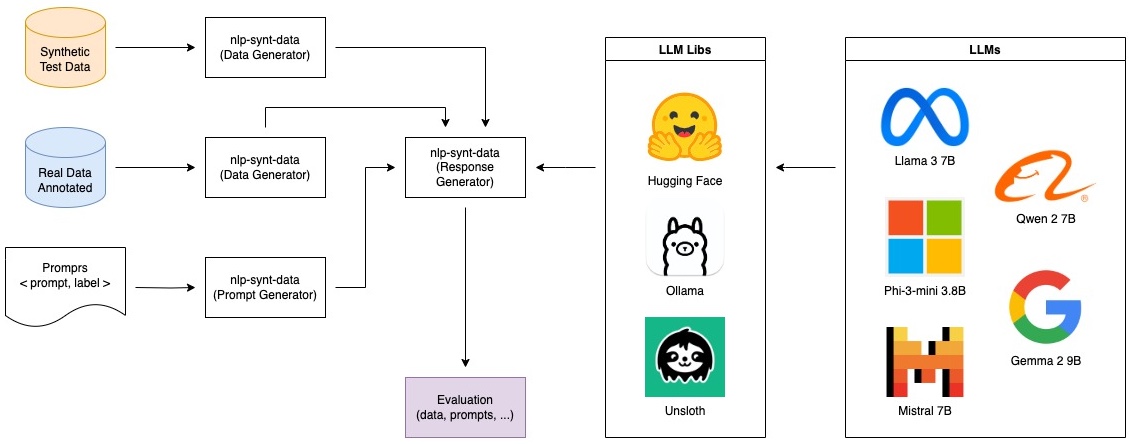 Synthetic
Test Data
nlp-synt-data
(Data Generator)
Real Data
Annotated
nlp-synt-data
(Data Generator)
Promprs
< prompt, label >
nlp-synt-data
(Prompt Generator)
nlp-synt-data
(Response
Generator)
Evaluation
(data, prompts, ...)
LLM Libs
Hugging Face
Ollama
Unsloth
LLMs
Llama 3 7B
Qwen 2 7B
Phi-3-mini 3.8B
Gemma 2 9B
Mistral 7B